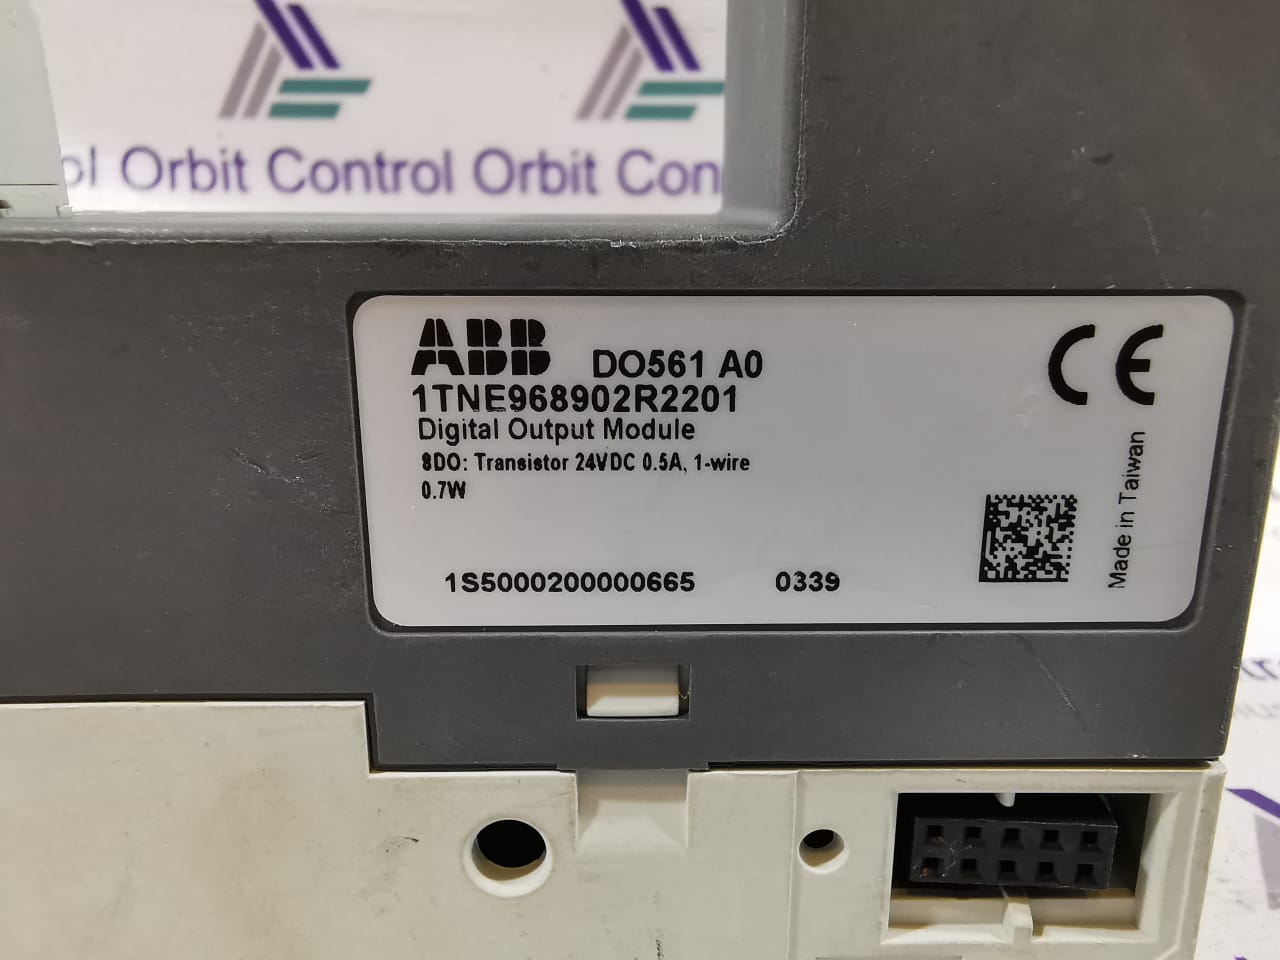 ol Orbit Control Orbit Con
ABB DO561 A0
1TNE968902R2201
Digital Output Module
8DO: Transistor 24VDC 0.5A, 1-wire
0.7W
1S5000200000665 0339
CE
Made in Taiwan